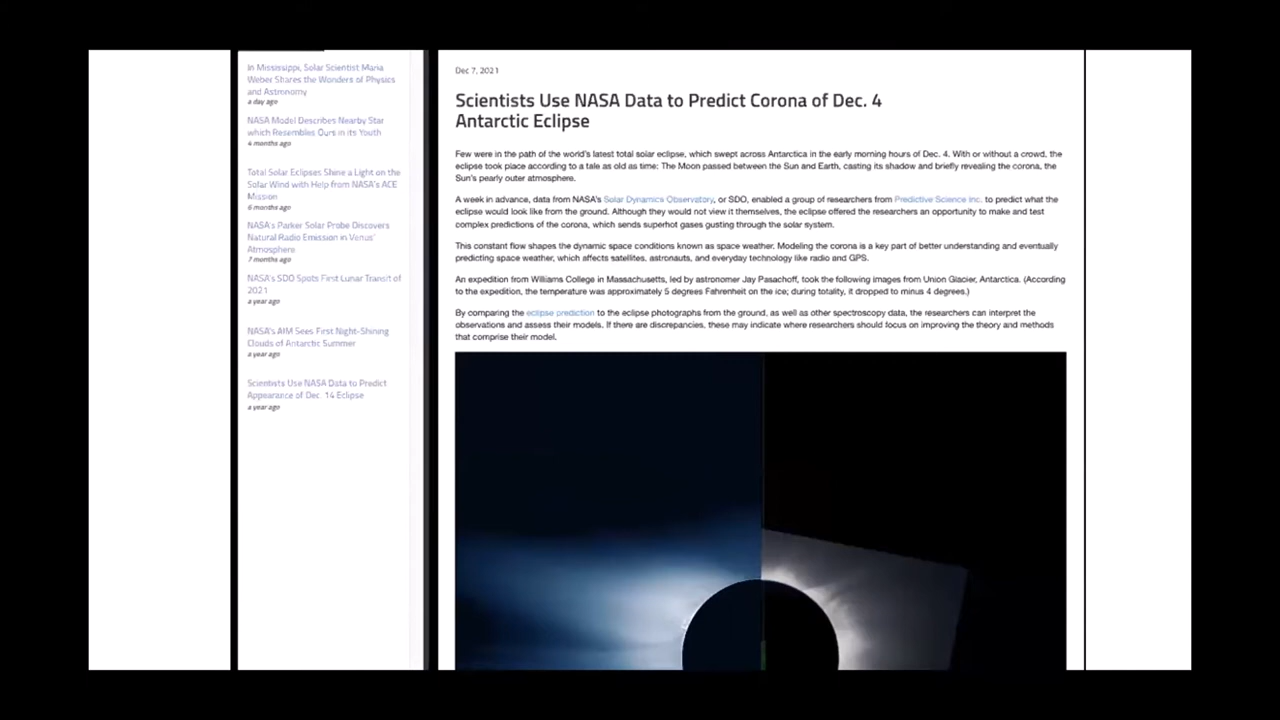 In Mississippi, Solar Scientist Maria
Weber Shares the Wonders of Physics
and Astronomy
a day ago
NASA Model Describes Nearby Star
which Resembles Ours in its Youth
4 months ago
Total Solar Eclipses Shine a Light on the
Solar Wind with Help from NASA's ACE
Mission
6 months ago
NASA's Parker Solar Probe Discovers
Natural Radio Emission in Venus'
Atmosphere
7 months ago
NASA's SDO Spots First Lunar Transit of
2021
a year ago
NASA's AIM Sees First Night-Shining
Clouds of Antarctic Summer
a year ago
Scientists Use NASA Data to Predict
Appearance of Dec. 14 Eclipse
a year ago
Dec 7, 2021
Scientists Use NASA Data to Predict Corona of Dec. 4
Antarctic Eclipse
Few were in the path of the world's latest total solar eclipse, which swept across Antarctica in the early morning hours of Dec. 4. With or without a crowd, the
eclipse took place according to a tale as old as time: The Moon passed between the Sun and Earth, casting its shadow and briefly revealing the corona, the
Sun's pearly outer atmosphere.
A week in advance, data from NASA's Solar Dynamics Observatory, or SDO, enabled a group of researchers from Predictive Science Inc. to predict what the
eclipse would look like from the ground. Although they would not view it themselves, the eclipse offered the researchers an opportunity to make and test
complex predictions of the corona, which sends superhot gases gusting through the solar system.
This constant flow shapes the dynamic space conditions known as space weather. Modeling the corona is a key part of better understanding and eventually
predicting space weather, which affects satellites, astronauts, and everyday technology like radio and GPS.
An expedition from Williams College in Massachusetts, led by astronomer Jay Pasachoff, took the following images from Union Glacier, Antarctica. (According
to the expedition, the temperature was approximately 5 degrees Fahrenheit on the ice; during totality, it dropped to minus 4 degrees.)
By comparing the eclipse prediction to the eclipse photographs from the ground, as well as other spectroscopy data, the researchers can interpret the
observations and assess their models. If there are discrepancies, these may indicate where researchers should focus on improving the theory and methods
that comprise their model.